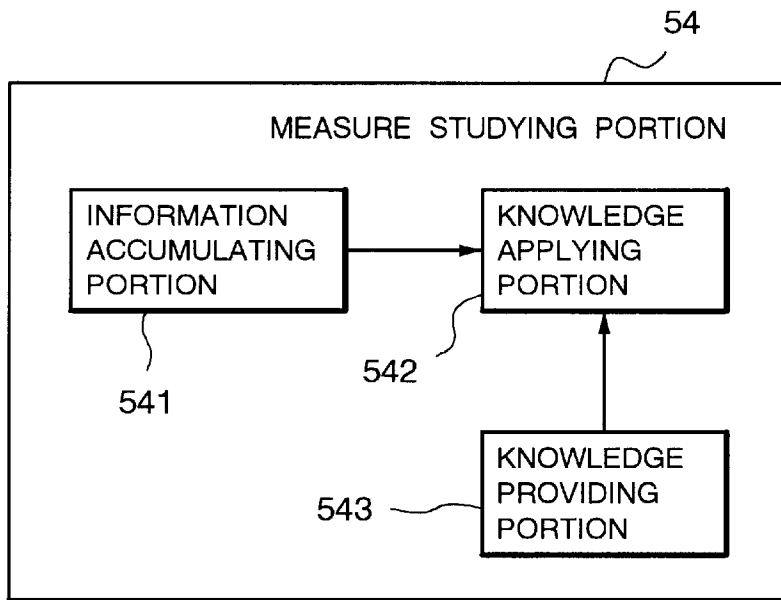 54
MEASURE STUDYING PORTION
INFORMATION
ACCUMULATING
PORTION
541
KNOWLEDGE
APPLYING
PORTION
542
KNOWLEDGE
PROVIDING
PORTION
543